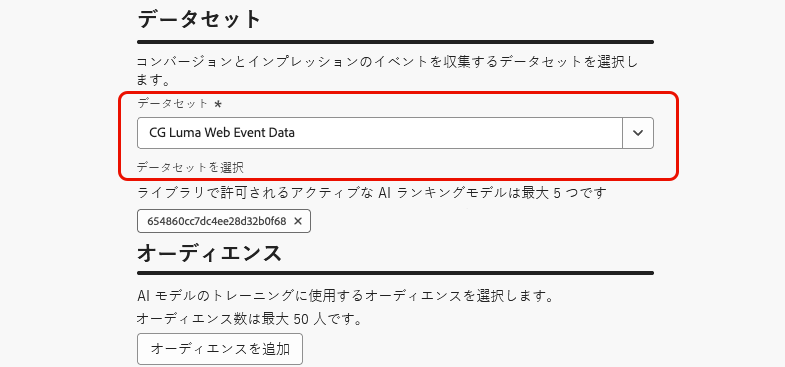 データセット
コンバージョンとインプレッションのイベントを収集するデータセットを選択し
ます。
データセット *
CG Luma Web Event Data
データセットを選択
ライブラリで許可されるアクティブな AI ランキングモデルは最大 5 つです
654860cc7dc4ee28d32b0f68 ×
オーディエンス
AI モデルのトレーニングに使用するオーディエンスを選択します。
オーディエンス数は最大 50 人です。
オーディエンスを追加